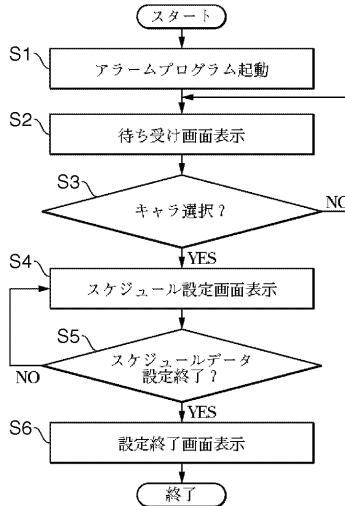 スタート
S1
アラームプログラム起動
S2
待ち受け画面表示
S3
キャラ選択？
NO
YES
S4
スケジュール設定画面表示
S5
スケジュールデータ
設定終了？
NO
YES
S6
設定終了画面表示
終了